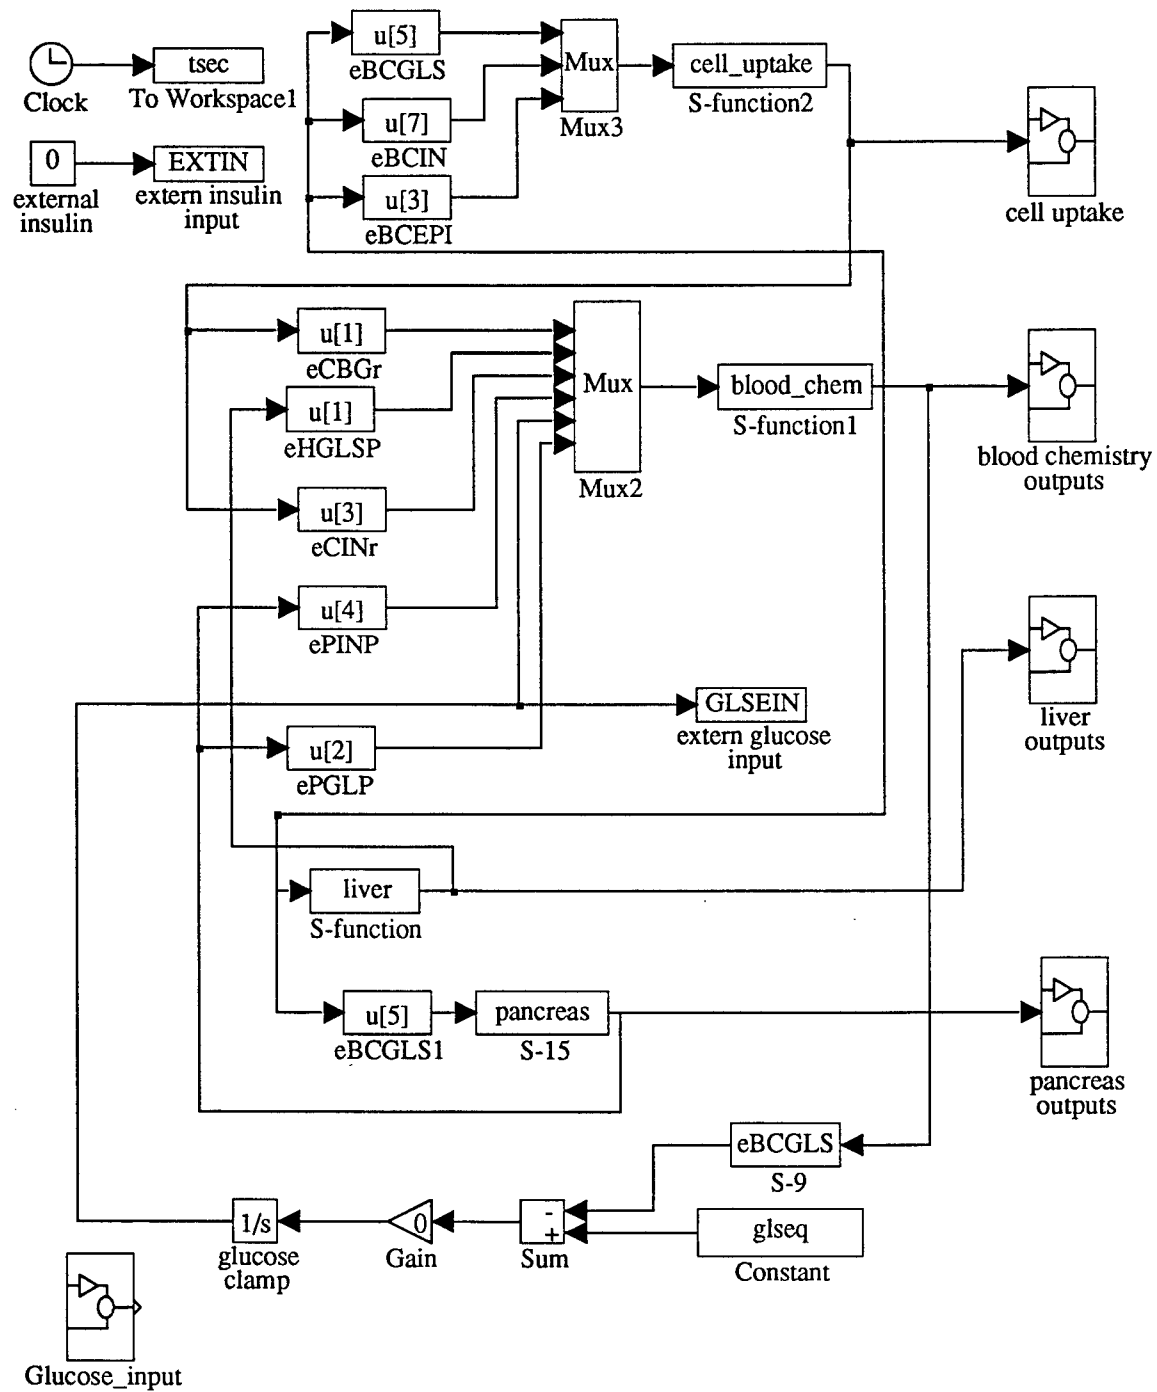 u[5]
eBCGLS
Mux
Mux3
cell_uptake
S-function2
tsec
Clock
To Workspace1
u[7]
eBCIN
0
EXTIN
external
insulin
extern insulin
input
u[3]
eBCEPI
cell uptake
u[1]
eCBGr
Mux
Mux2
blood_chem
S-function1
u[1]
eHGLSP
blood chemistry
outputs
u[3]
eCINr
u[4]
ePINP
GLSEIN
extern glucose
input
liver
outputs
u[2]
ePGLP
liver
S-function
u[5]
eBCGLS1
pancreas
S-15
pancreas
outputs
eBCGLS
S-9
1/s
glucose
clamp
0
Gain
-
+
Sum
glseq
Constant
Glucose_input